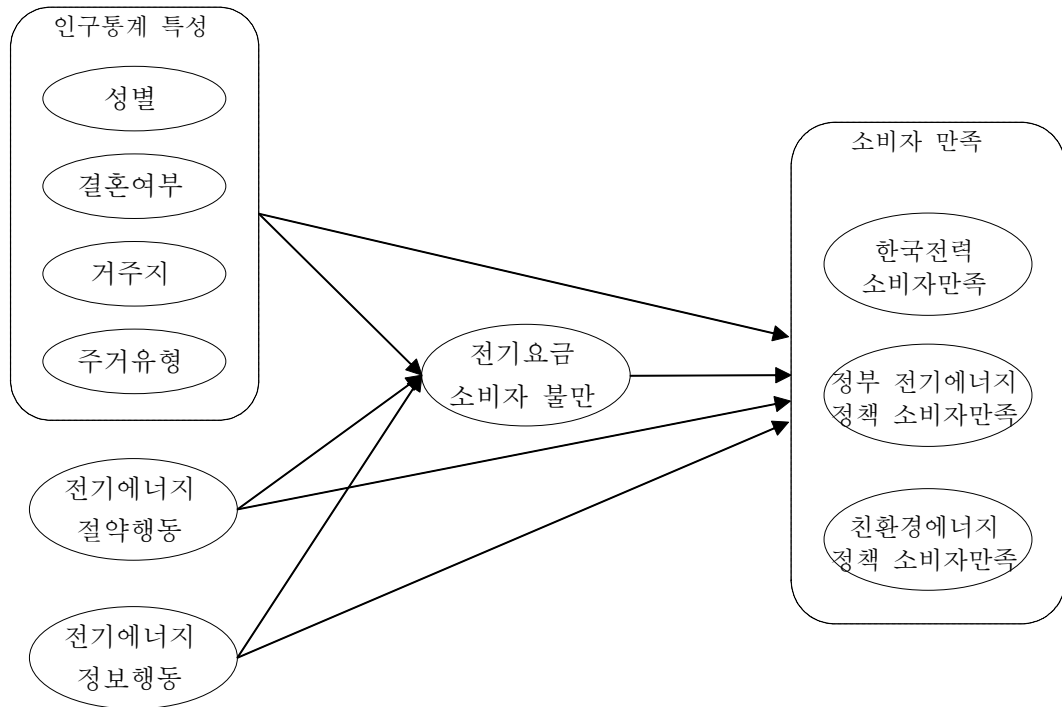 인구통계 특성
성별
결혼여부
거주지
주거유형
전기에너지
절약행동
전기에너지
정보행동
전기요금
소비자 불만
소비자 만족
한국전력
소비자만족
정부 전기에너지
정책 소비자만족
친환경에너지
정책 소비자만족